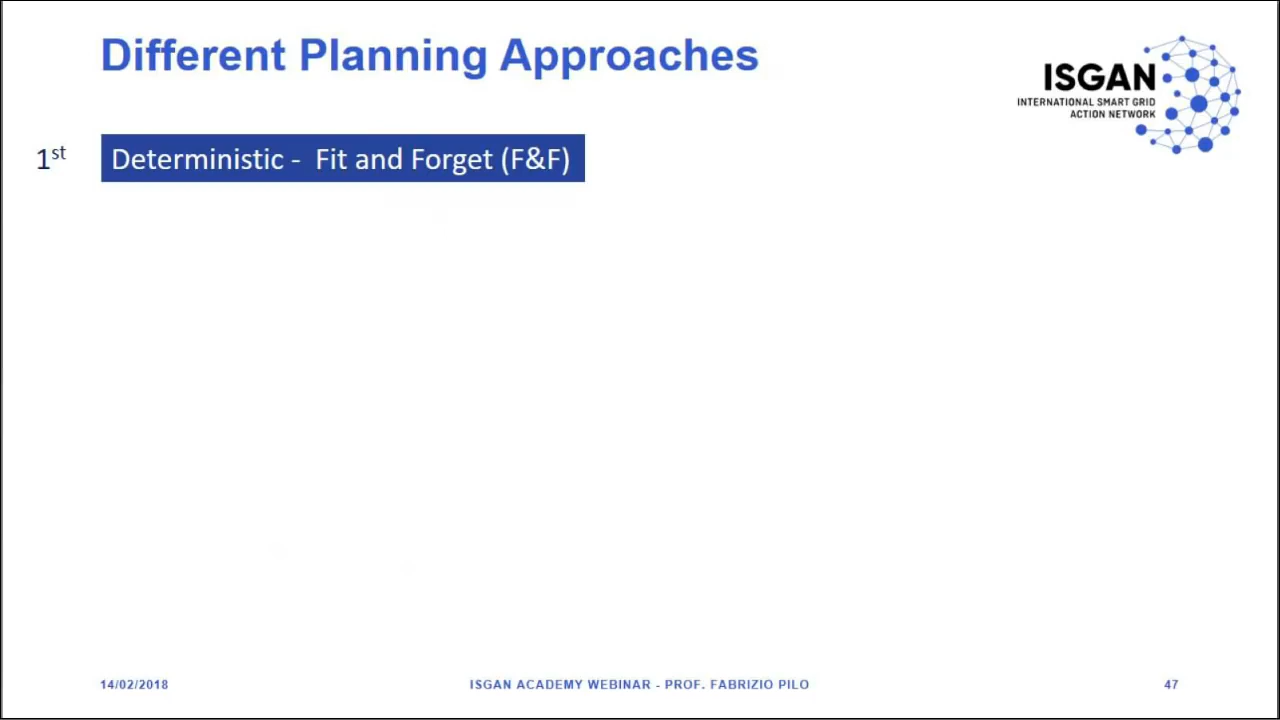 Different Planning Approaches
ISGAN
INTERNATIONAL SMART GRID
ACTION NETWORK
1st
Deterministic - Fit and Forget (F&F)
14/02/2018
ISGAN ACADEMY WEBINAR - PROF. FABRIZIO PILO
47